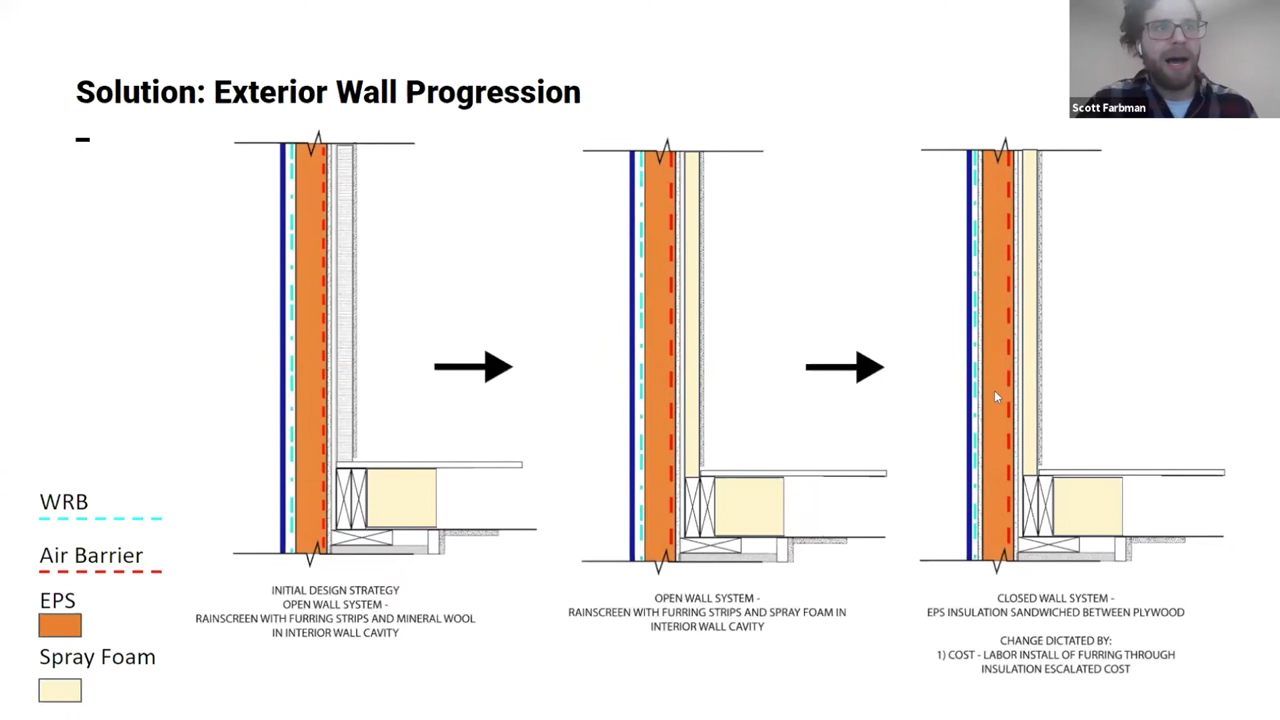 Scott Farbman
Solution: Exterior Wall Progression
WRB
Air Barrier
EPS
Spray Foam
INITIAL DESIGN STRATEGY
OPEN WALL SYSTEM -
RAINSCREEN WITH FURRING STRIPS AND MINERAL WOOL
IN INTERIOR WALL CAVITY
OPEN WALL SYSTEM -
RAINSCREEN WITH FURRING STRIPS AND SPRAY FOAM IN
INTERIOR WALL CAVITY
CLOSED WALL SYSTEM -
EPS INSULATION SANDWICHED BETWEEN PLYWOOD
CHANGE DICTATED BY:
1) COST - LABOR INSTALL OF FURRING THROUGH
INSULATION ESCALATED COST